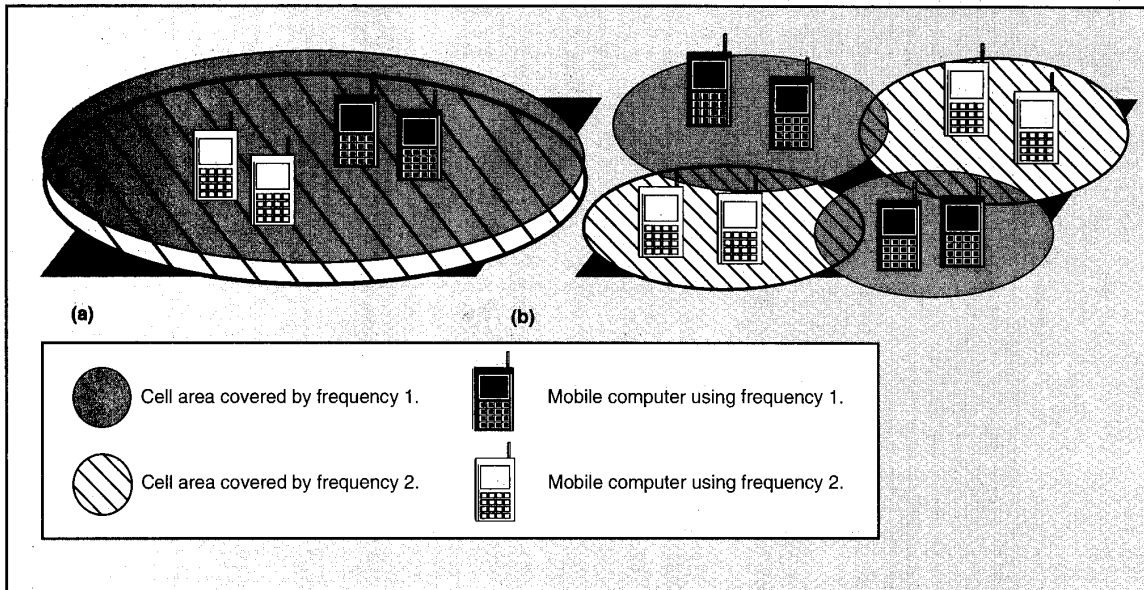 (a)
(b)
Cell area covered by frequency 1.
Mobile computer using frequency 1.
Cell area covered by frequency 2.
Mobile computer using frequency 2.